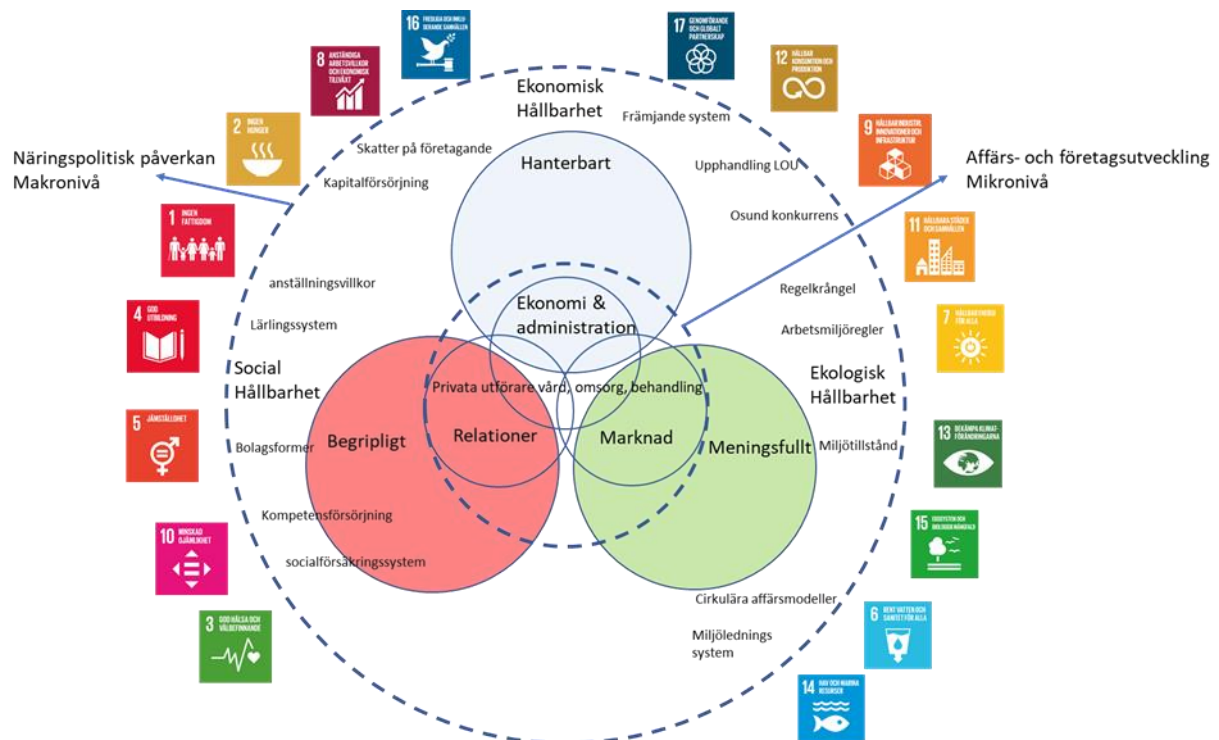 16 FREDLIGA OCH INKLU-
DERANDE SAMHÄLLEN
17 GENOMFÖRANDE
OCH GLOBALT
PARTNERSKAP
8 ANSTÄNDIGA
ARBETSVILLKOR
OCH EKONOMISK
TILLVÄXT
12 HÅLLBAR
KONSUMTION OCH
PRODUKTION
Ekonomisk
Hållbarhet
Främjande system
2 INGEN
HUNGER
9 HÅLLBAR INDUSTRI,
INNOVATIONER OCH
INFRASTRUKTUR
Näringspolitisk påverkan
Makronivå
Skatter på företagande
Hanterbart
Upphandling LOU
Affärs- och företagsutveckling
Mikronivå
Kapitalförsörjning
1 INGEN
FATTIGDOM
Osund konkurrens
11 HÅLLBARA STÄDER
OCH SAMHÄLLEN
anställningsvillkor
Regelkrångel
4 GOD
UTBILDNING
Ekonomi &
administration
7 HÅLLBAR ENERGI
FÖR ALLA
Lärlingssystem
Arbetsmiljöregler
Social
Hållbarhet
Privata utförare vård, omsorg, behandling
Ekologisk
Hållbarhet
5 JÄMSTÄLLDHET
Bolagsformer
Begripligt
Relationer
Marknad
Meningsfullt
Miljötillstånd
13 BEKÄMPA KLIMAT-
FÖRÄNDRINGARNA
Kompetensförsörjning
15 EKOSYSTEM OCH
BIOLOGISK MÅNGFALD
10 MINSKAD
OJÄMLIKHET
socialförsäkringssystem
Cirkulära affärsmodeller
3 GOD HÄLSA OCH
VÄLBEFINNANDE
6 RENT VATTEN OCH
SANITET FÖR ALLA
Miljölednings
system
14 HAV OCH MARINA
RESURSER